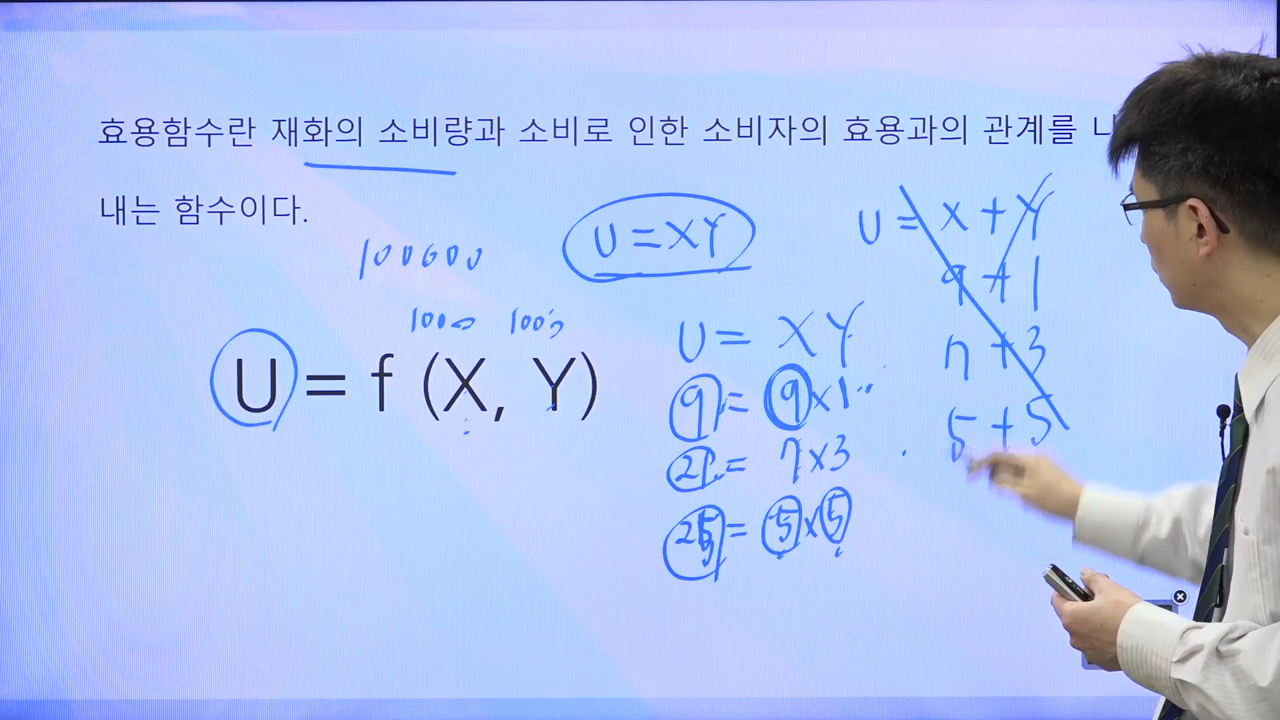 효용함수란 재화의 소비량과 소비로 인한 소비자의 효용과의 관계를 나
내는 함수이다.
U = XY
U = X + Y
9 + 1
7 + 3
5 + 5
100000
1000 100
U = f (X, Y)
U = XY
9 = 9 x 1
21 = 7 x 3
25 = 5 x 5